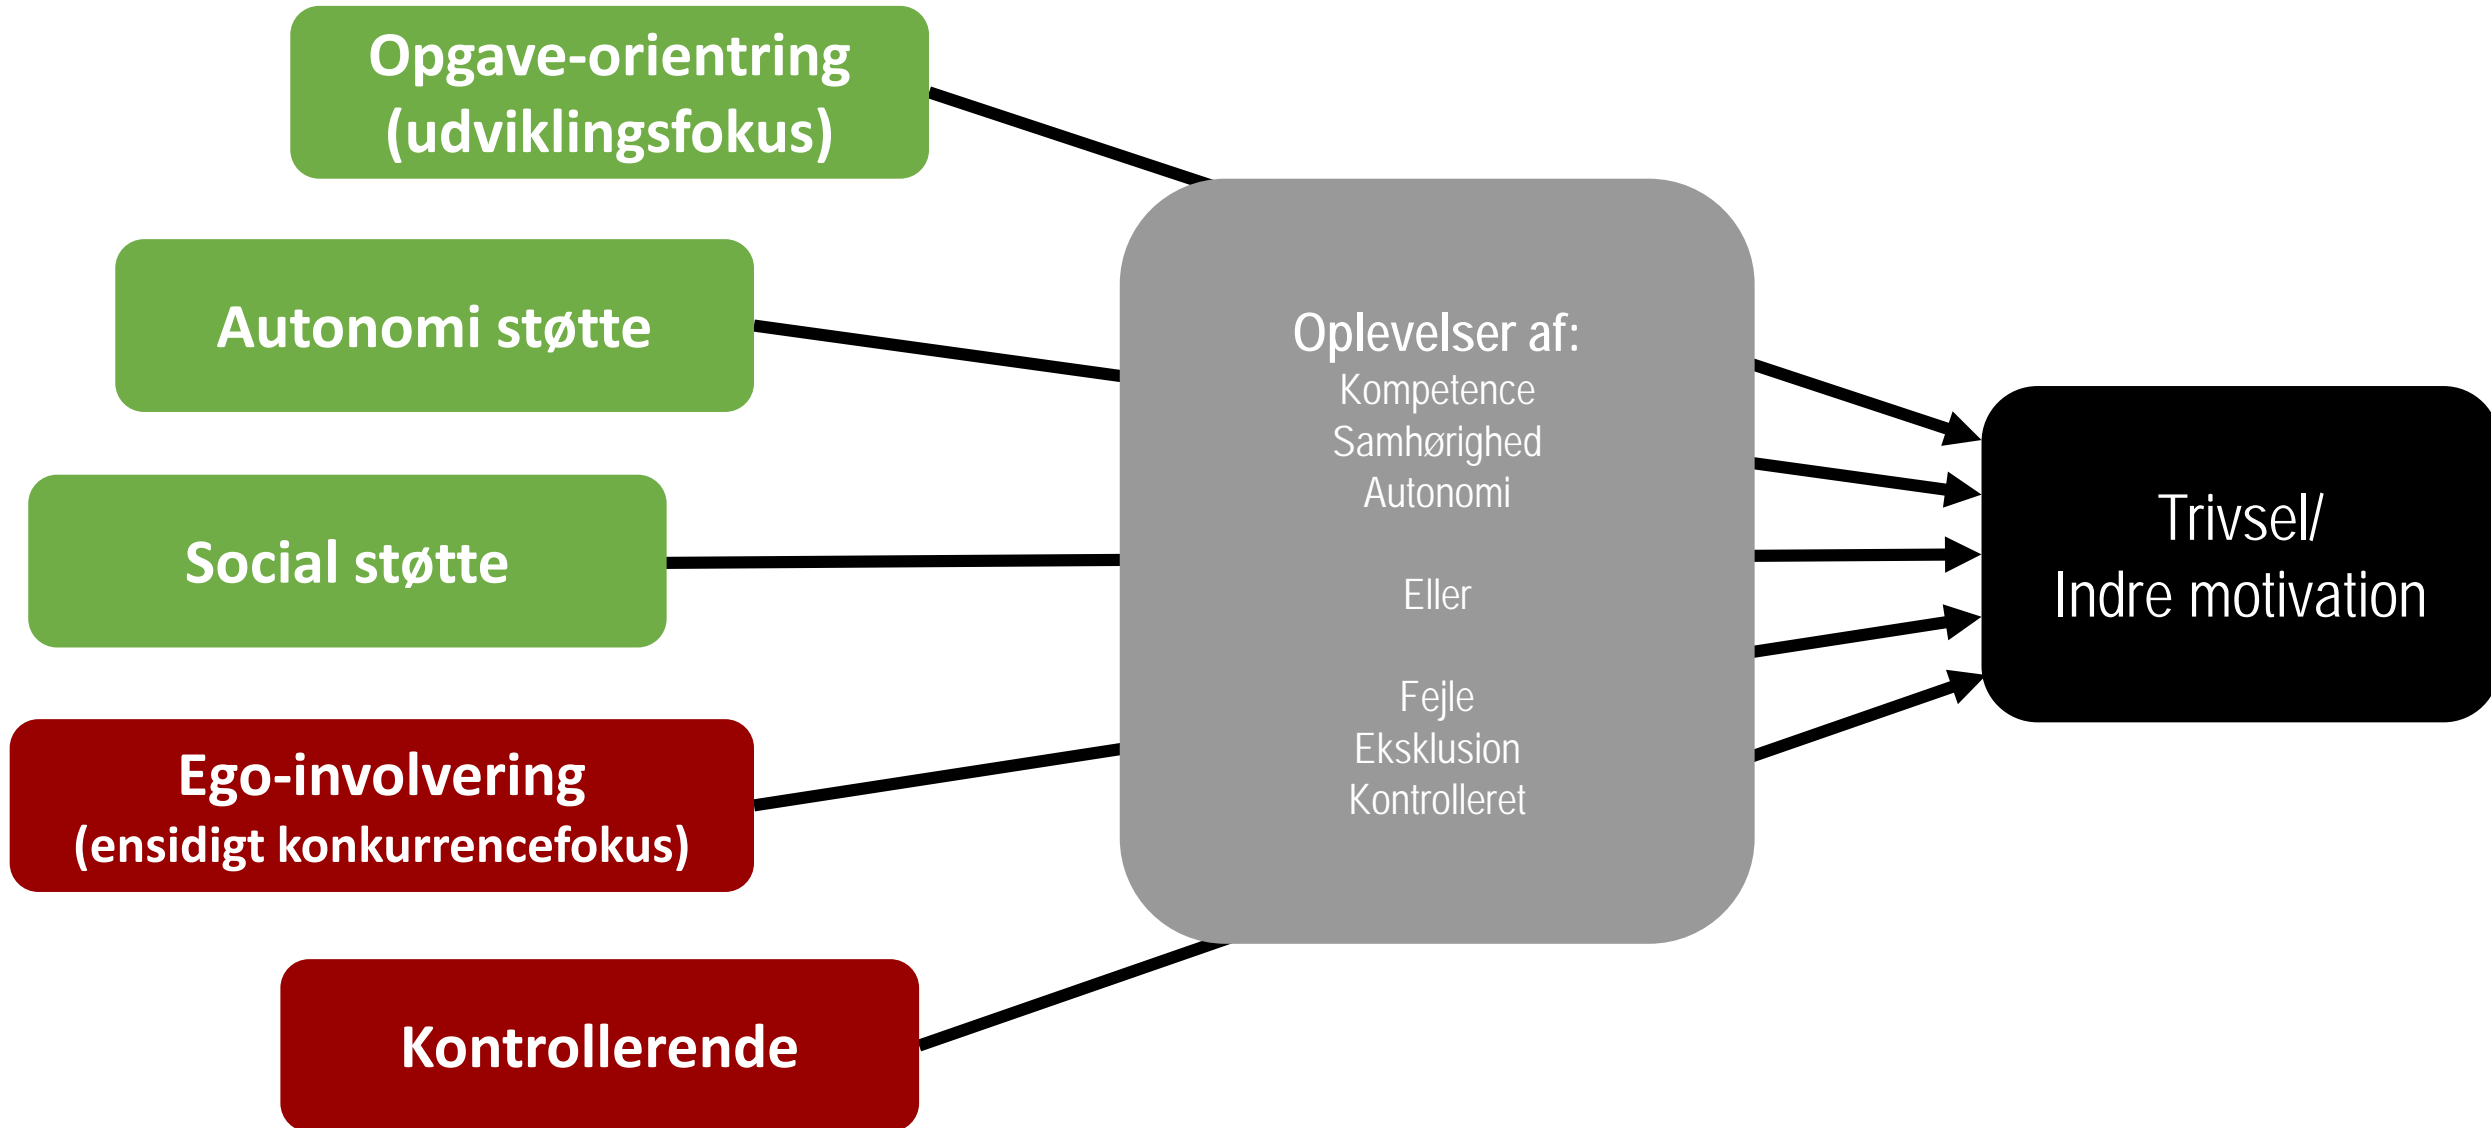 Opgave-orientring
(udviklingsfokus)
Autonomi støtte
Social støtte
Ego-involvering
(ensidigt konkurrencefokus)
Kontrollerende
Oplevelser af:
Kompetence
Samhørighed
Autonomi
Eller
Fejle
Eksklusion
Kontrolleret
Trivsel/
Indre motivation